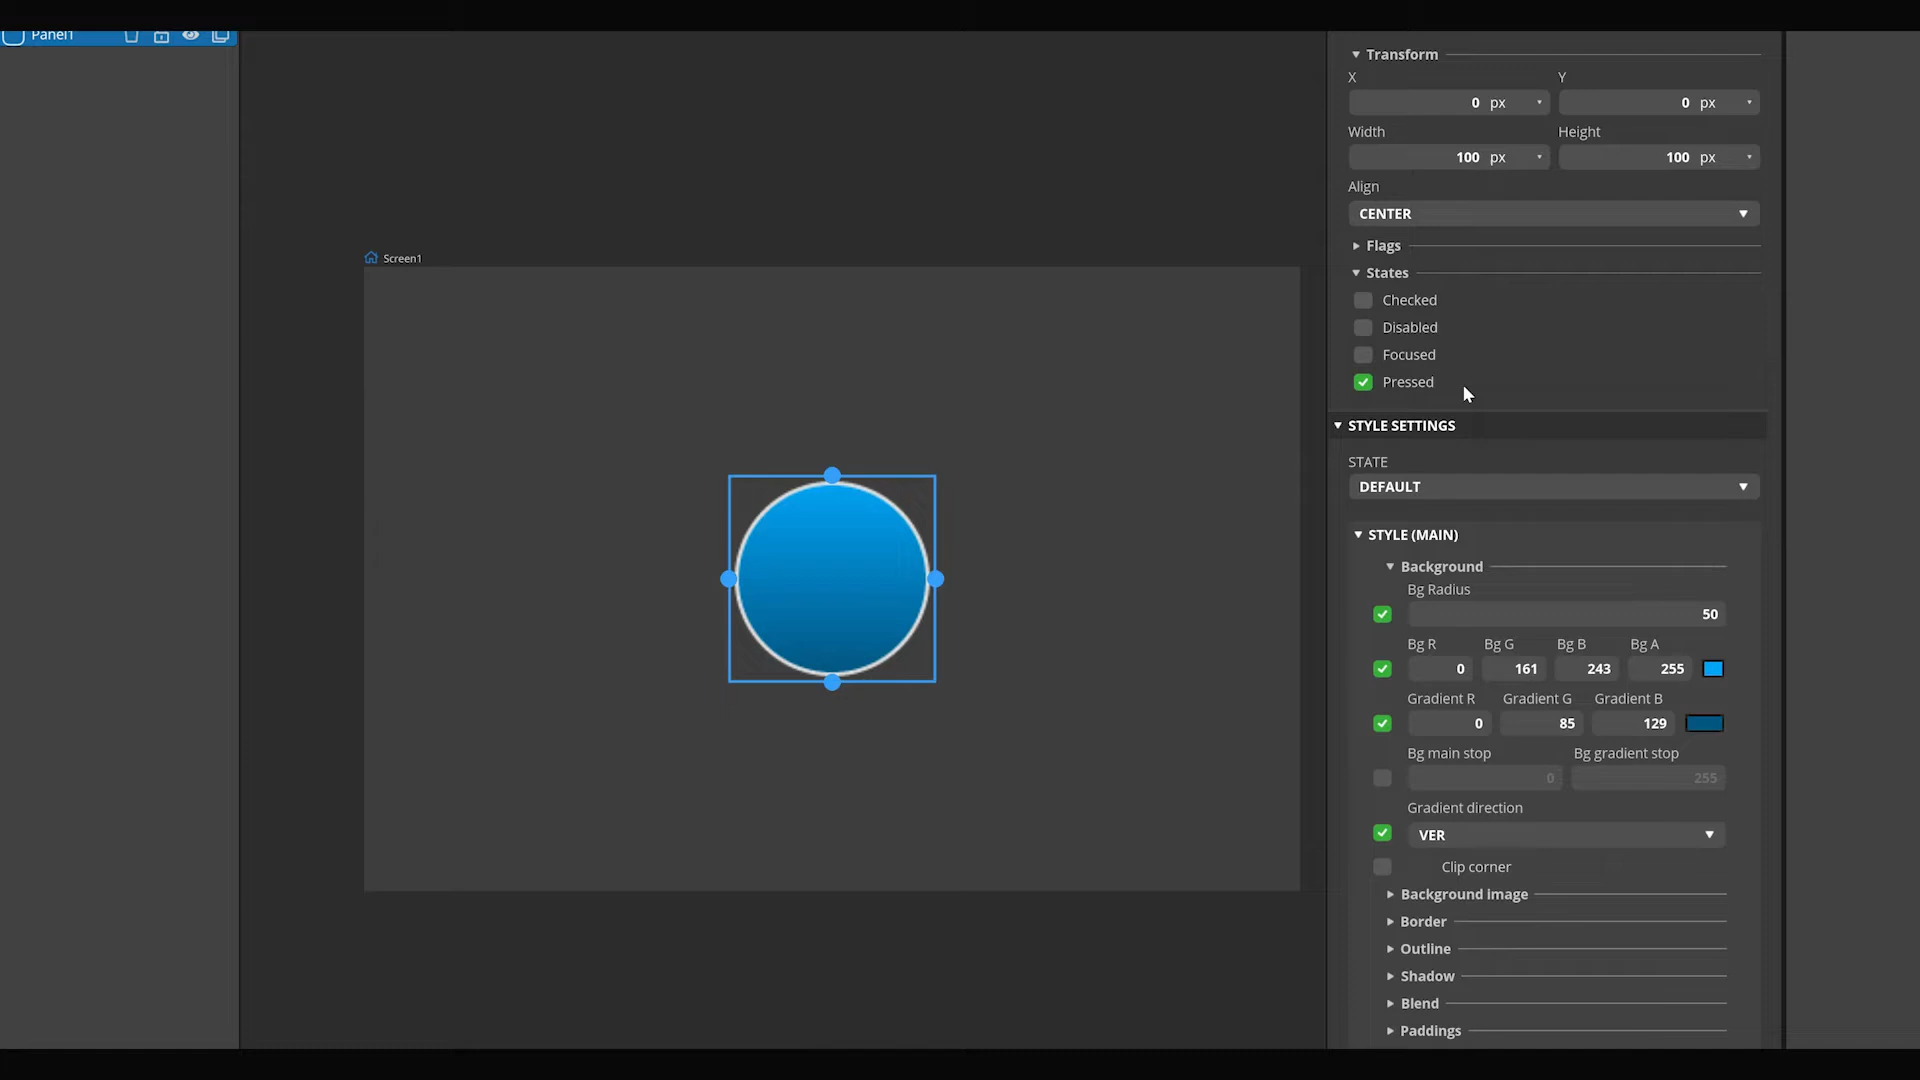 Panel1
Screen1
Transform
X Y
0 px 0 px
Width Height
100 px 100 px
Align
CENTER
Flags
States
Checked
Disabled
Focused
Pressed
STYLE SETTINGS
STATE
DEFAULT
STYLE (MAIN)
Background
Bg Radius
50
Bg R Bg G Bg B Bg A
0 161 243 255
Gradient R Gradient G Gradient B
0 85 129
Bg main stop Bg gradient stop
0 255
Gradient direction
VER
Clip corner
Background image
Border
Outline
Shadow
Blend
Paddings